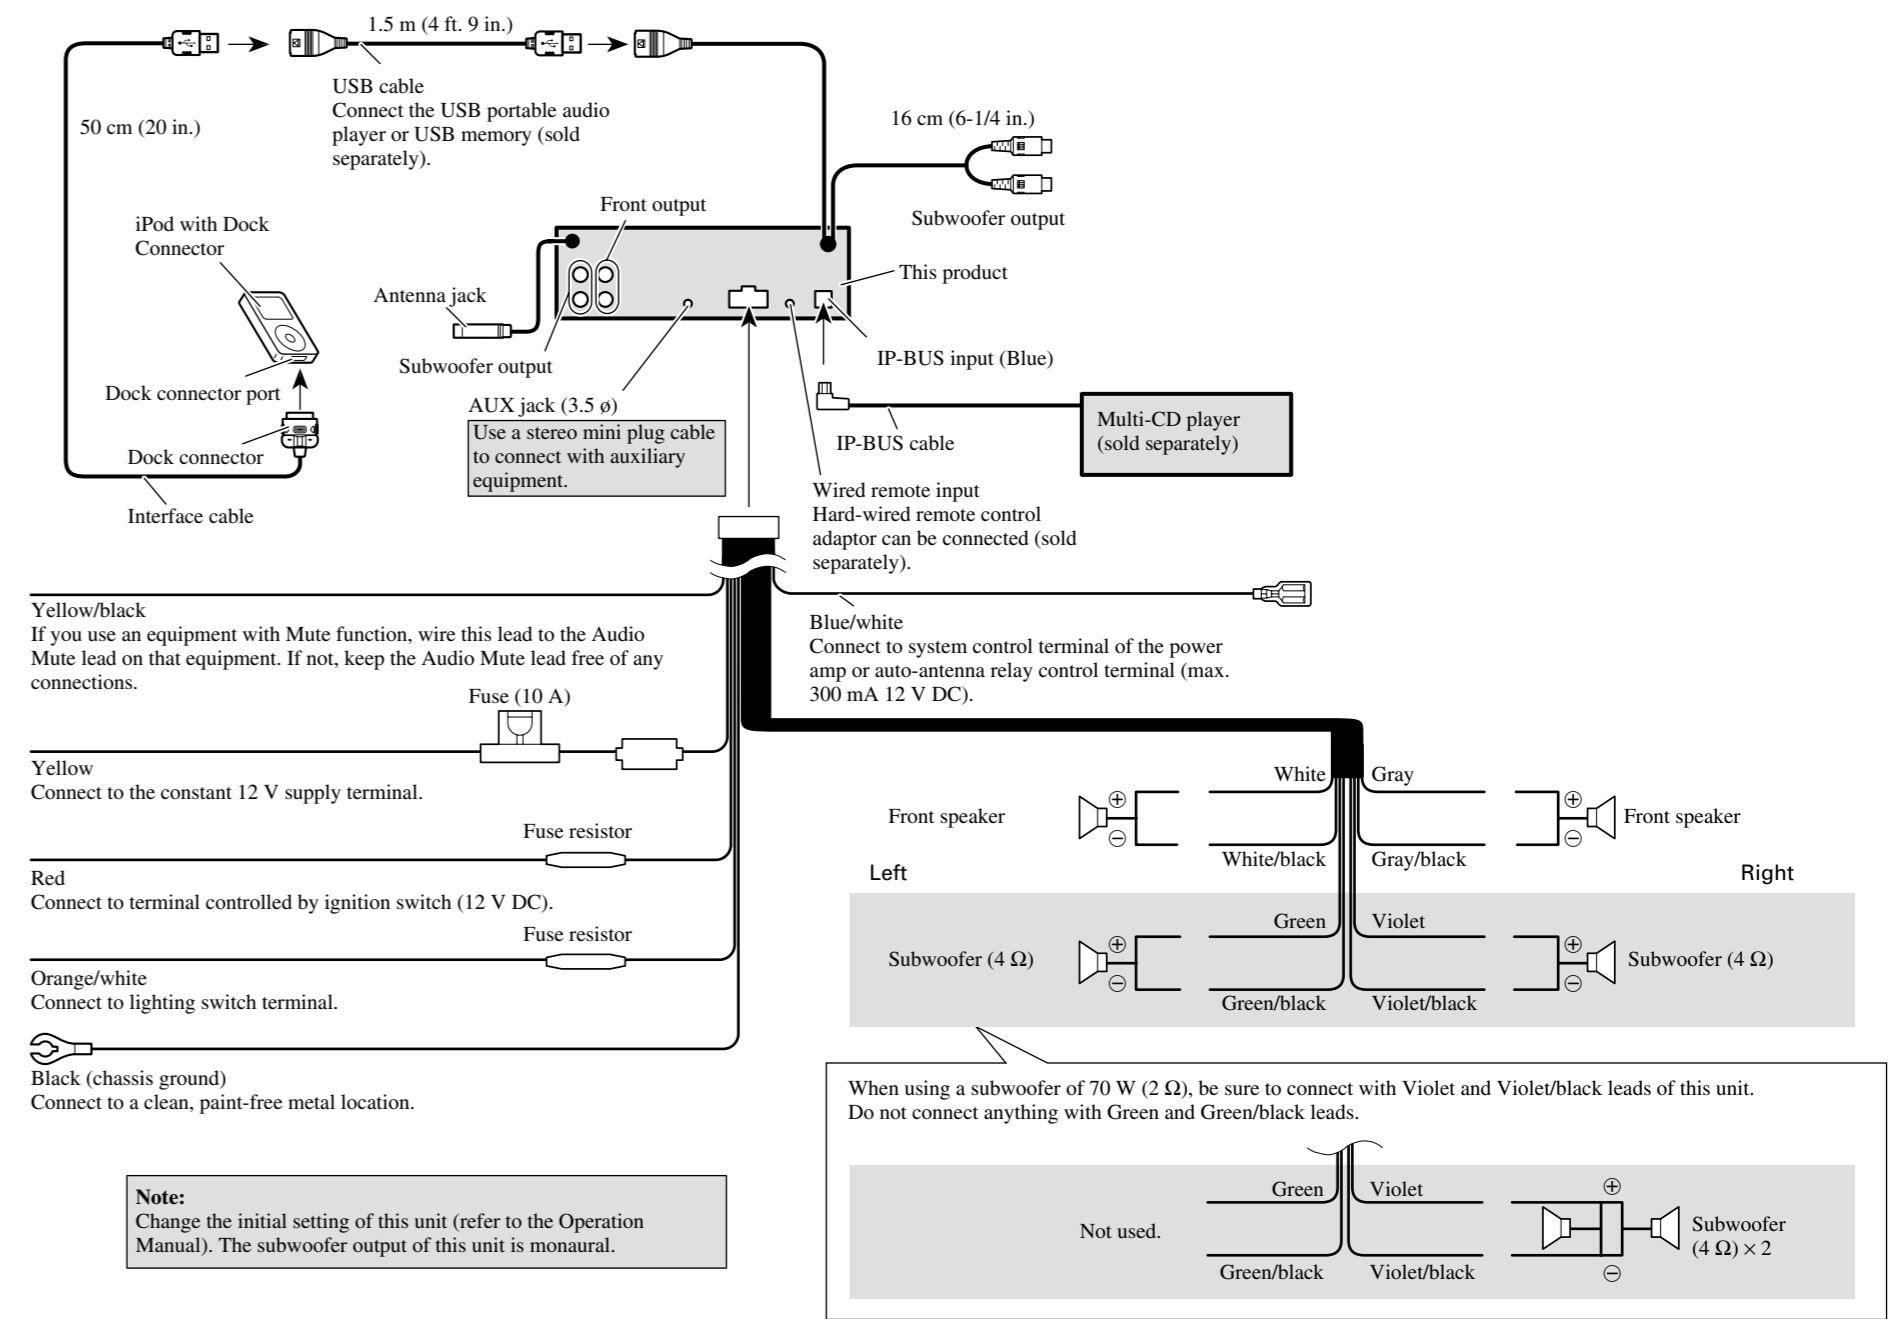 1.5 m (4 ft. 9 in.)
USB cable
Connect the USB portable audio
player or USB memory (sold
separately).
50 cm (20 in.)
16 cm (6-1/4 in.)
Subwoofer output
Front output
iPod with Dock
Connector
This product
Antenna jack
Subwoofer output
IP-BUS input (Blue)
Dock connector port
AUX jack (3.5 ø)
Use a stereo mini plug cable
to connect with auxiliary
equipment.
Multi-CD player
(sold separately)
IP-BUS cable
Dock connector
Interface cable
Wired remote input
Hard-wired remote control
adaptor can be connected (sold
separately).
Yellow/black
If you use an equipment with Mute function, wire this lead to the Audio
Mute lead on that equipment. If not, keep the Audio Mute lead free of any
connections.
Blue/white
Connect to system control terminal of the power
amp or auto-antenna relay control terminal (max.
300 mA 12 V DC).
Fuse (10 A)
Yellow
Connect to the constant 12 V supply terminal.
Fuse resistor
Red
Connect to terminal controlled by ignition switch (12 V DC).
Fuse resistor
Orange/white
Connect to lighting switch terminal.
Black (chassis ground)
Connect to a clean, paint-free metal location.
White
Gray
⊕
⊕
Front speaker
Front speaker
⊖
⊖
White/black
Gray/black
Left
Right
Green
Violet
⊕
⊕
Subwoofer (4 Ω)
Subwoofer (4 Ω)
⊖
⊖
Green/black
Violet/black
When using a subwoofer of 70 W (2 Ω), be sure to connect with Violet and Violet/black leads of this unit.
Do not connect anything with Green and Green/black leads.
Green
Violet
⊕
Not used.
Subwoofer
(4 Ω) × 2
Green/black
Violet/black
⊖
Note:
Change the initial setting of this unit (refer to the Operation
Manual). The subwoofer output of this unit is monaural.